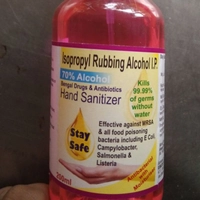 Isopropyl Rubbing Alcohol I.P.
70% Alcohol
Bengal Drugs & Antibiotics
Hand Sanitizer
Kills
99.99%
of germs
without
water
Stay
Safe
Effective against MRSA
& all food poisoning
bacteria including E Coli,
Campylobacter,
Salmonella &
Listeria